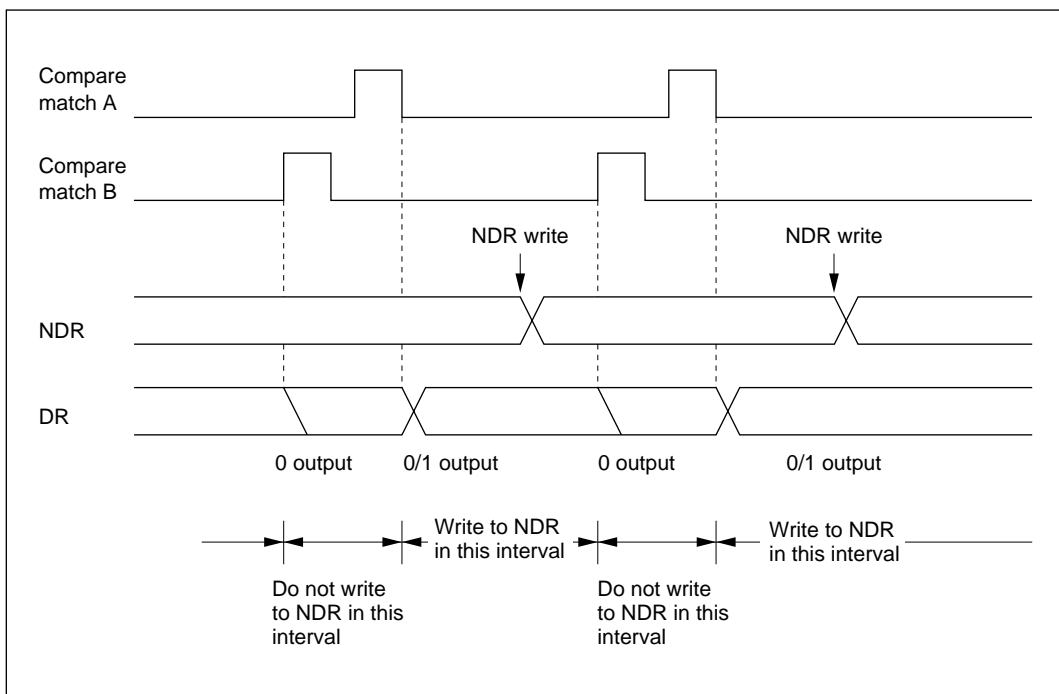 Compare
match A
Compare
match B
NDR write
NDR write
NDR
DR
0 output
0/1 output
0 output
0/1 output
Write to NDR
in this interval
Write to NDR
in this interval
Do not write
to NDR in this
interval
Do not write
to NDR in this
interval